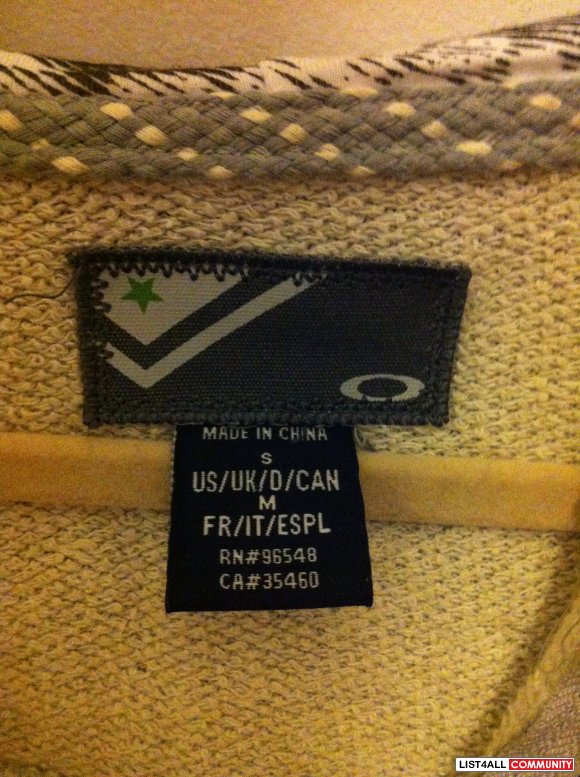 MADE IN CHINA
S
US/UK/D/CAN
M
FR/IT/ESPL
RN#96548
CA#35460
LIST4ALL COMMUNITY